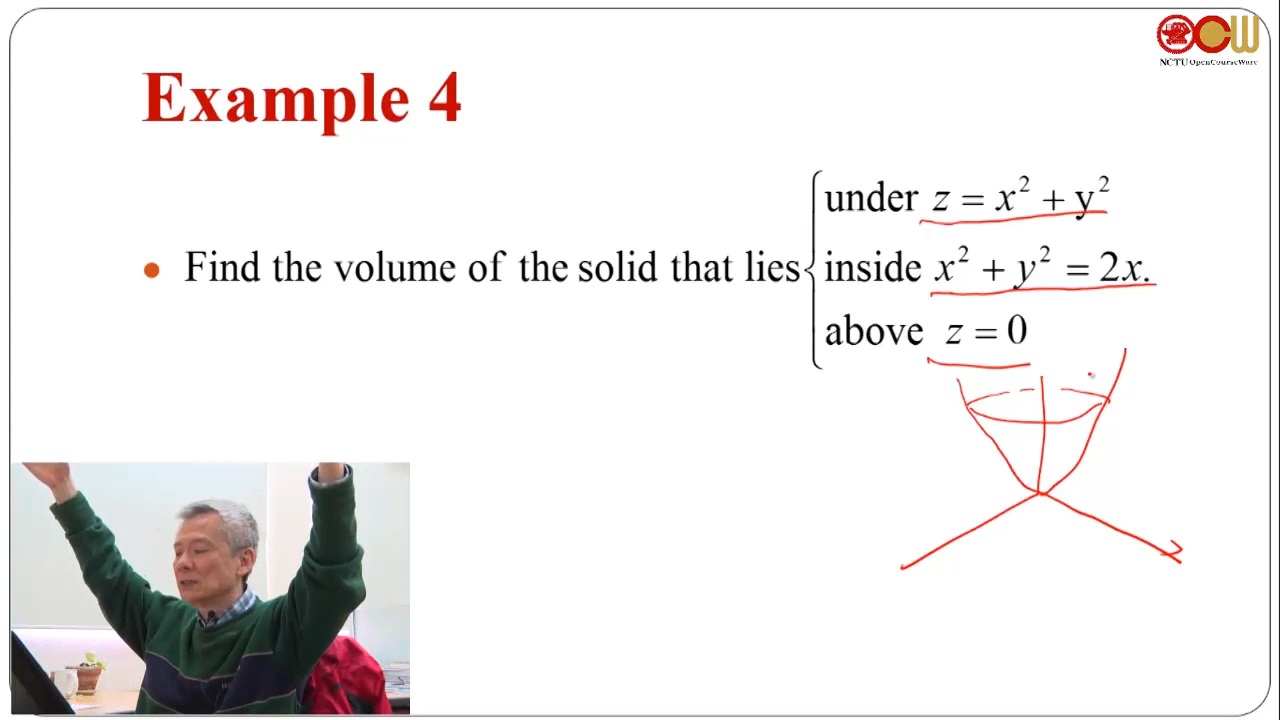 NCTU OpenCourseWare
Example 4
under z = x² + y²
• Find the volume of the solid that lies inside x² + y² = 2x.
above z = 0